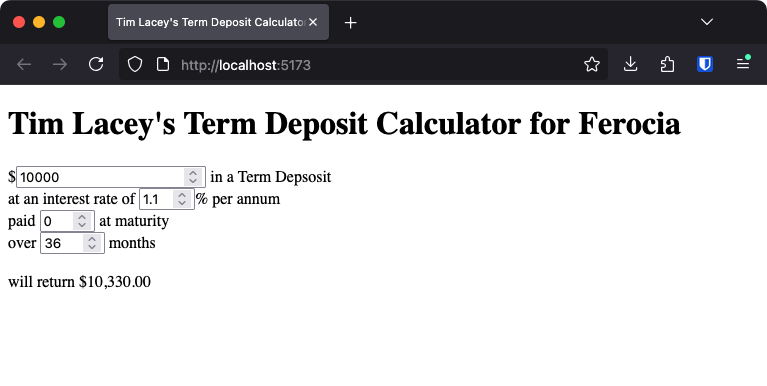 Tim Lacey's Term Deposit Calculato
http://localhost:5173
Tim Lacey's Term Deposit Calculator for Ferocia
$ 10000 in a Term Depsosit
at an interest rate of 1.1 % per annum
paid 0 at maturity
over 36 months
will return $10,330.00